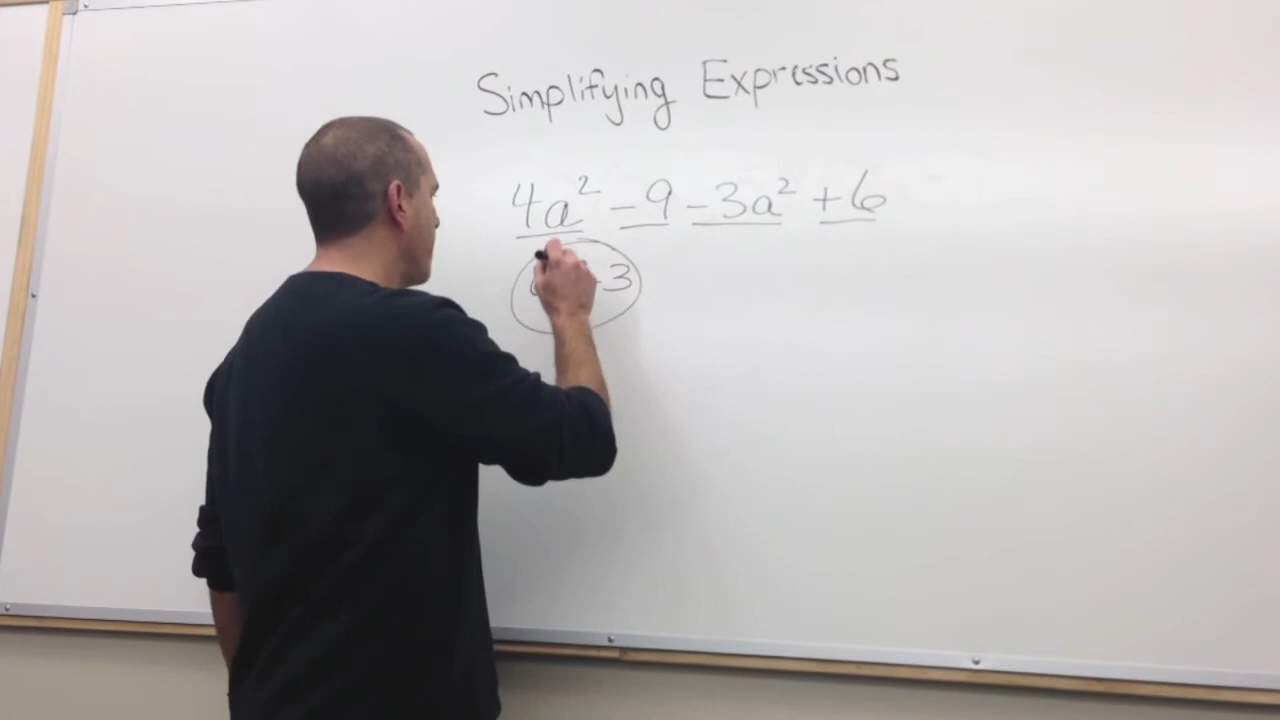 Simplifying Expressions
4a² - 9 - 3a² + 6
- 3